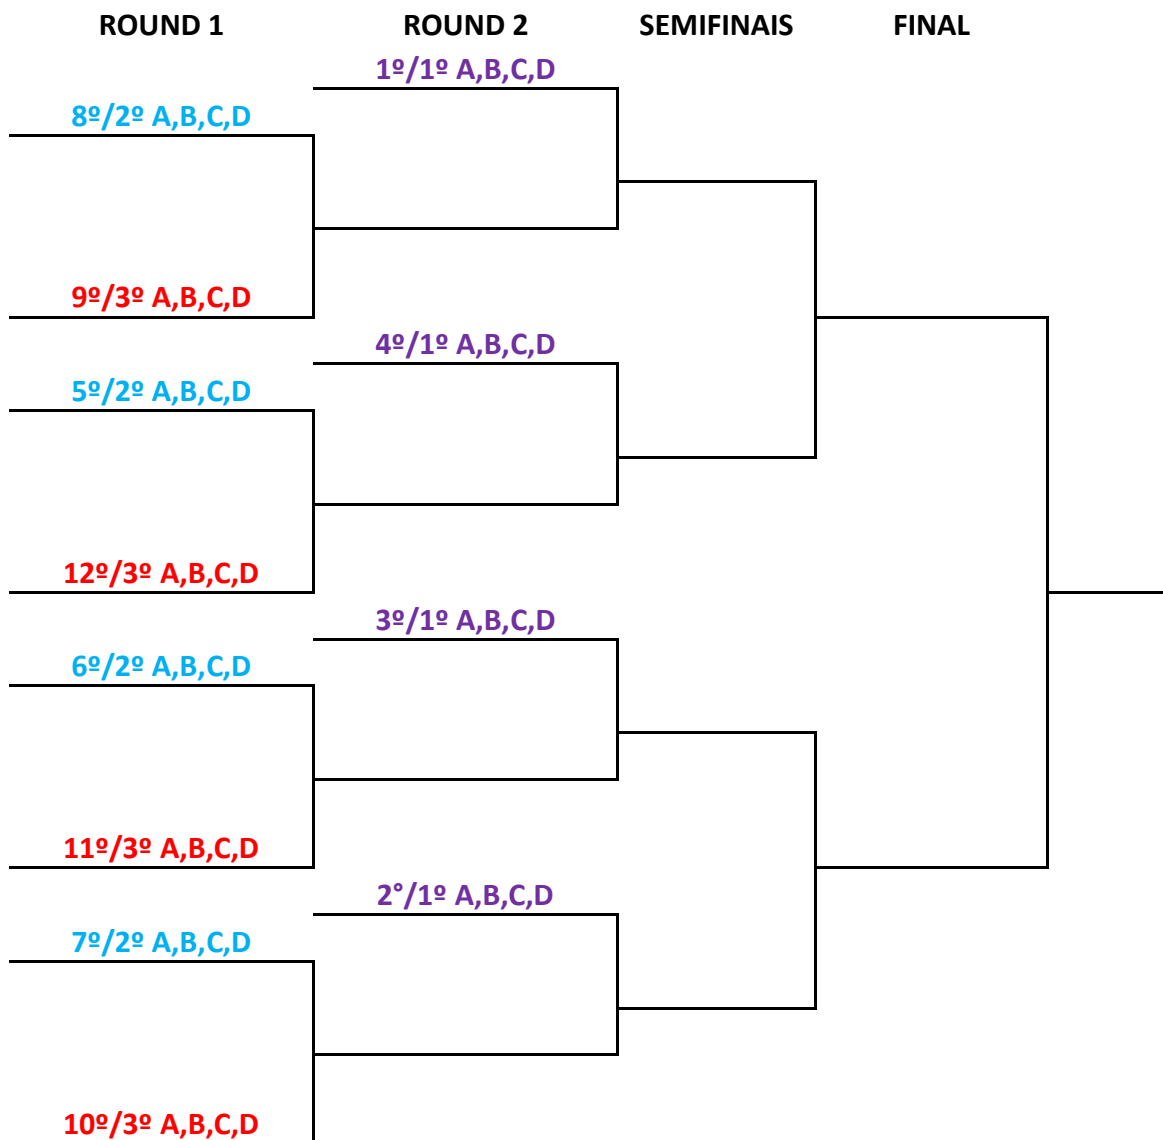 ROUND 1 ROUND 2 SEMIFINAIS FINAL
1º/1º A,B,C,D
8º/2º A,B,C,D
9º/3º A,B,C,D
4º/1º A,B,C,D
5º/2º A,B,C,D
12º/3º A,B,C,D
3º/1º A,B,C,D
6º/2º A,B,C,D
11º/3º A,B,C,D
2°/1º A,B,C,D
7º/2º A,B,C,D
10º/3º A,B,C,D